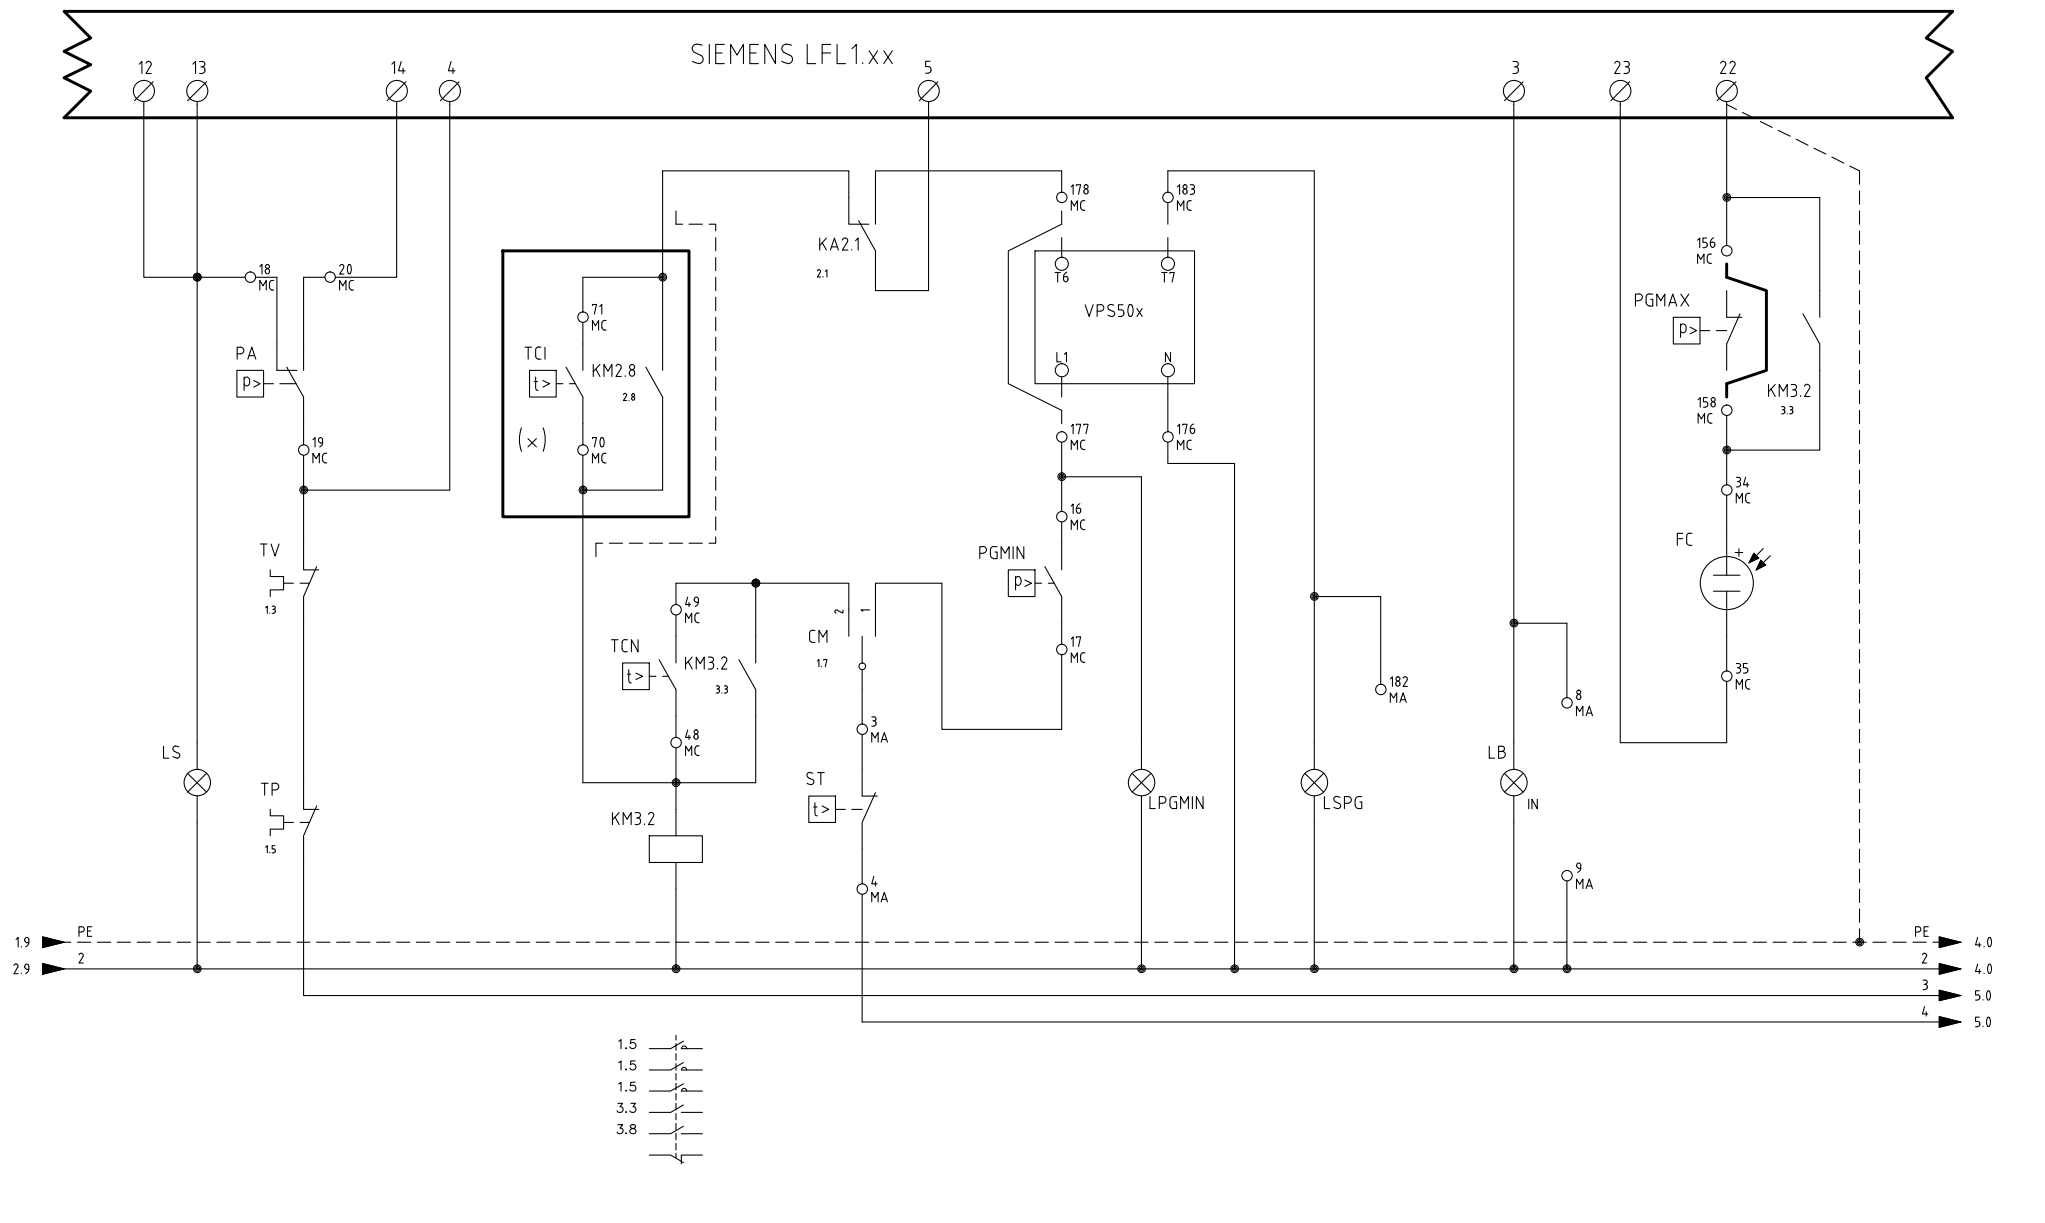 SIEMENS LFL1.xx
12
13
14
4
5
3
23
22
18
MC
20
MC
PA
p>
19
MC
TV
1.3
TP
1.5
LS
71
MC
TCI
t>
KM2.8
2.8
(x)
70
MC
KA2.1
2.1
178
MC
183
MC
T6
T7
VPS50x
L1
N
177
MC
176
MC
16
MC
PGMIN
p>
17
MC
49
MC
TCN
t>
KM3.2
3.3
48
MC
KM3.2
2
1
CM
1.7
3
MA
ST
t>
4
MA
LPGMIN
LSPG
182
MA
LB
IN
8
MA
9
MA
156
MC
PGMAX
p>
KM3.2
3.3
158
MC
34
MC
FC
+
35
MC
1.9
PE
PE
4.0
2.9
2
2
4.0
3
5.0
4
5.0
1.5
1.5
1.5
3.3
3.8